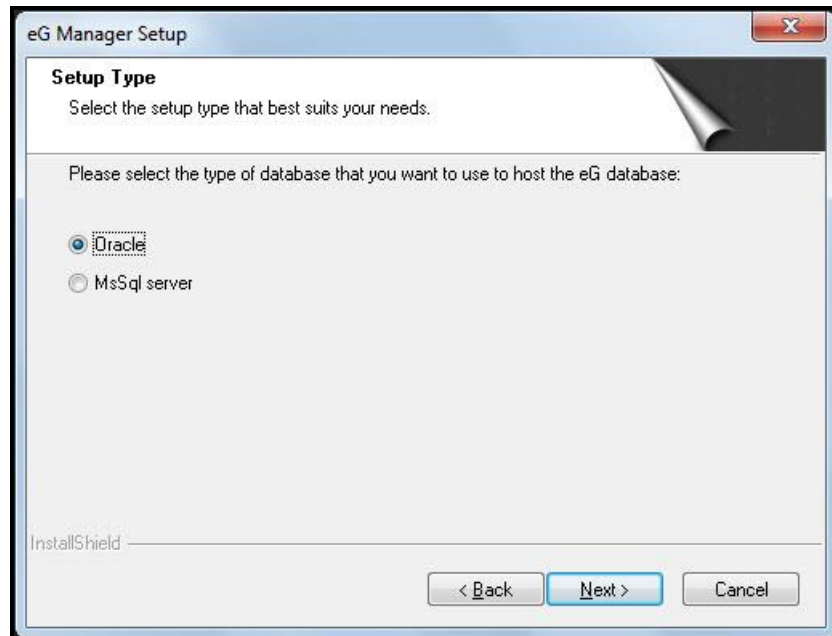 eG Manager Setup
Setup Type
Select the setup type that best suits your needs.
Please select the type of database that you want to use to host the eG database:
Oracle
MsSql server
InstallShield
< Back Next > Cancel